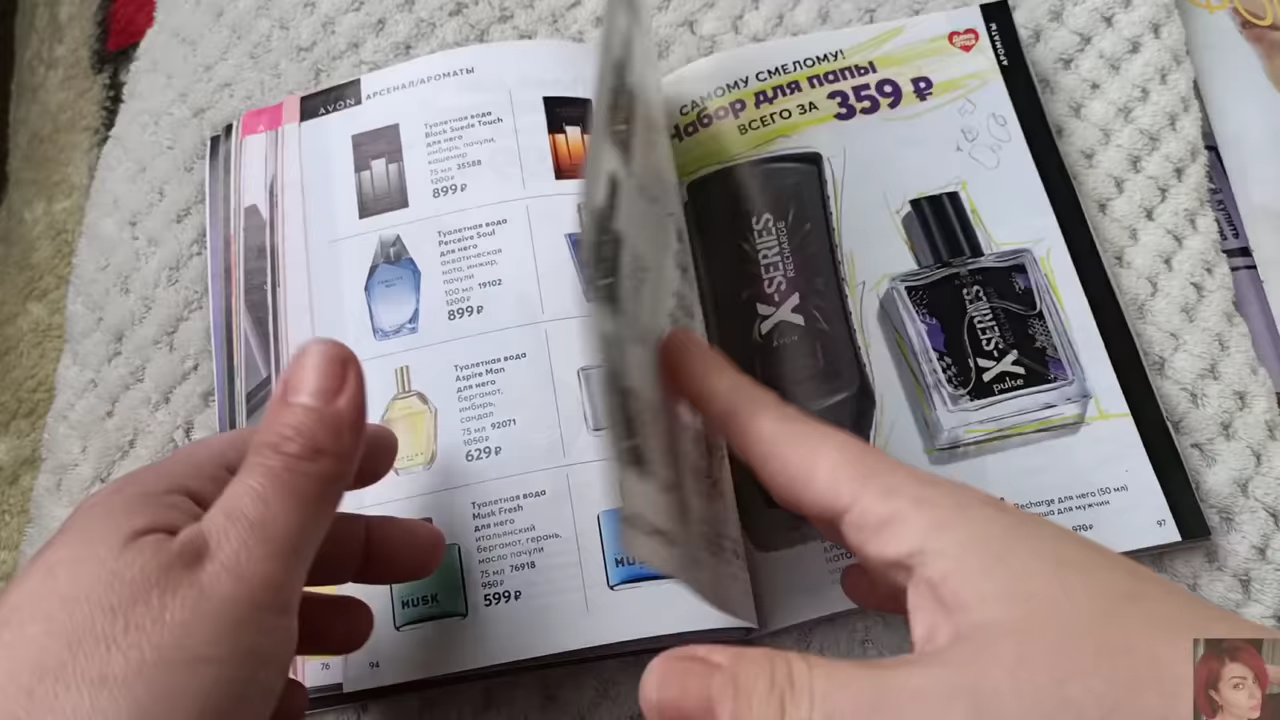 AVON АРСЕНАЛ/АРОМАТЫ
Туалетная вода
Black Suede Touch
для него
имбирь, пачули,
кашемир
75 мл 35588
1200₽
899 ₽
Туалетная вода
Perceive Soul
для него
акватическая
нота, инжир,
пачули
100 мл 19102
1200₽
899 ₽
Туалетная вода
Aspire Man
для него
бергамот,
имбирь,
сандал
75 мл 92071
1050₽
629 ₽
Туалетная вода
Musk Fresh
для него
итальянский
бергамот, герань,
масло пачули
75 мл 76918
950₽
599 ₽
MUSK
76
94
САМОМУ СМЕЛОМУ!
Набор для папы
ВСЕГО ЗА 359 ₽
ДЕНЬ
ОТЦА
АРОМАТЫ
X-SERIES
RECHARGE
AVON
AVON
X-SERIES
RECHARGE
pulse
Recharge для него (50 мл)
для мужчин
970₽
97